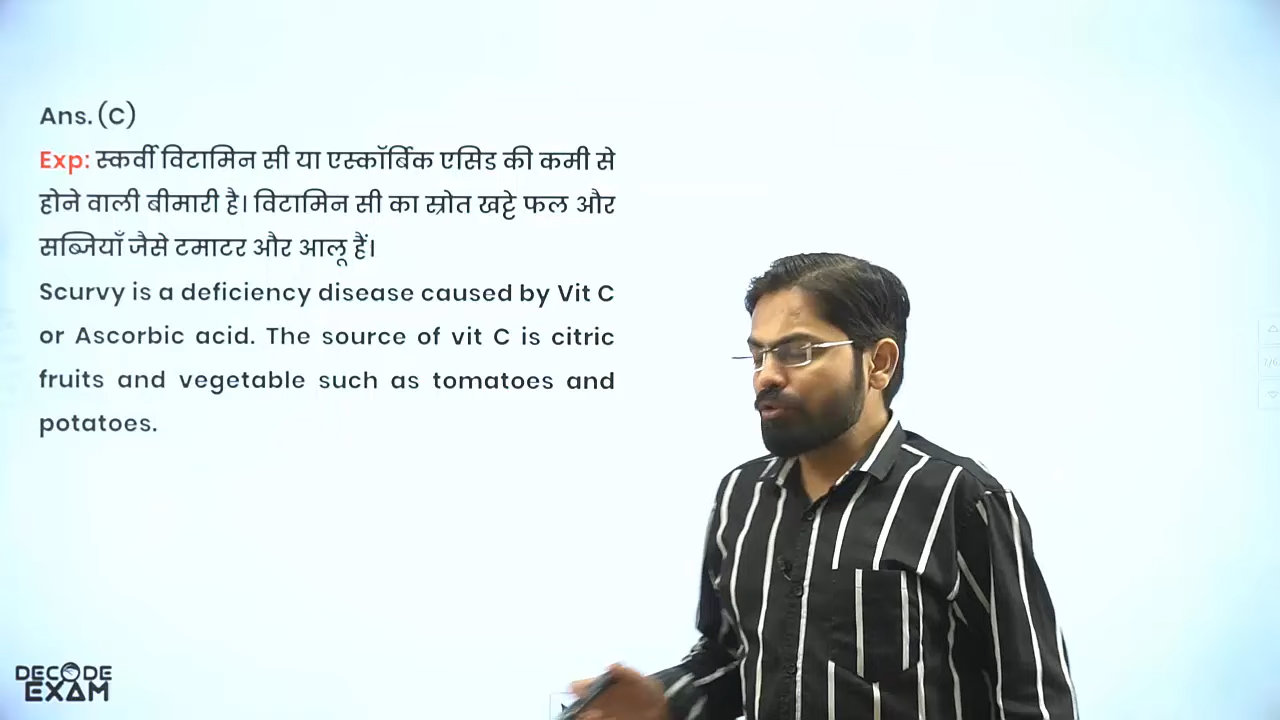 Ans. (C)
Exp: स्कर्वी विटामिन सी या एस्कॉर्बिक एसिड की कमी से
होने वाली बीमारी है। विटामिन सी का स्रोत खट्टे फल और
सब्जियाँ जैसे टमाटर और आलू हैं।
Scurvy is a deficiency disease caused by Vit C
or Ascorbic acid. The source of vit C is citric
fruits and vegetable such as tomatoes and
potatoes.
DECODE
EXAM